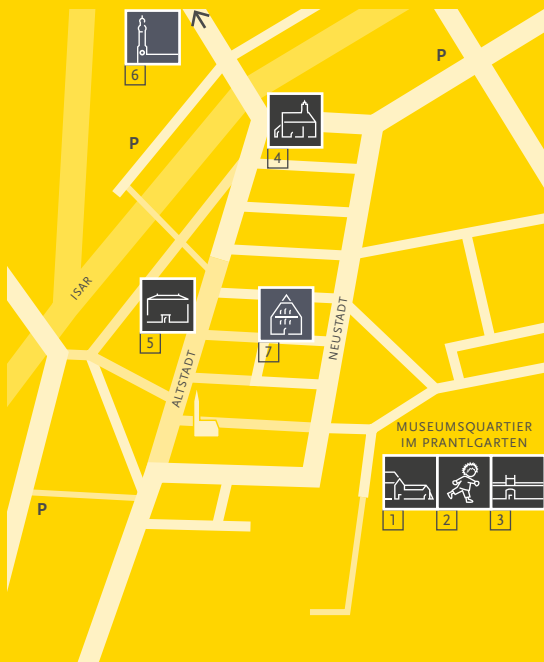 6
P
P
4
ISAR
5
7
NEUSTADT
ALTSTADT
MUSEUMSQUARTIER
IM PRANTLGARTEN
1
2
3
P